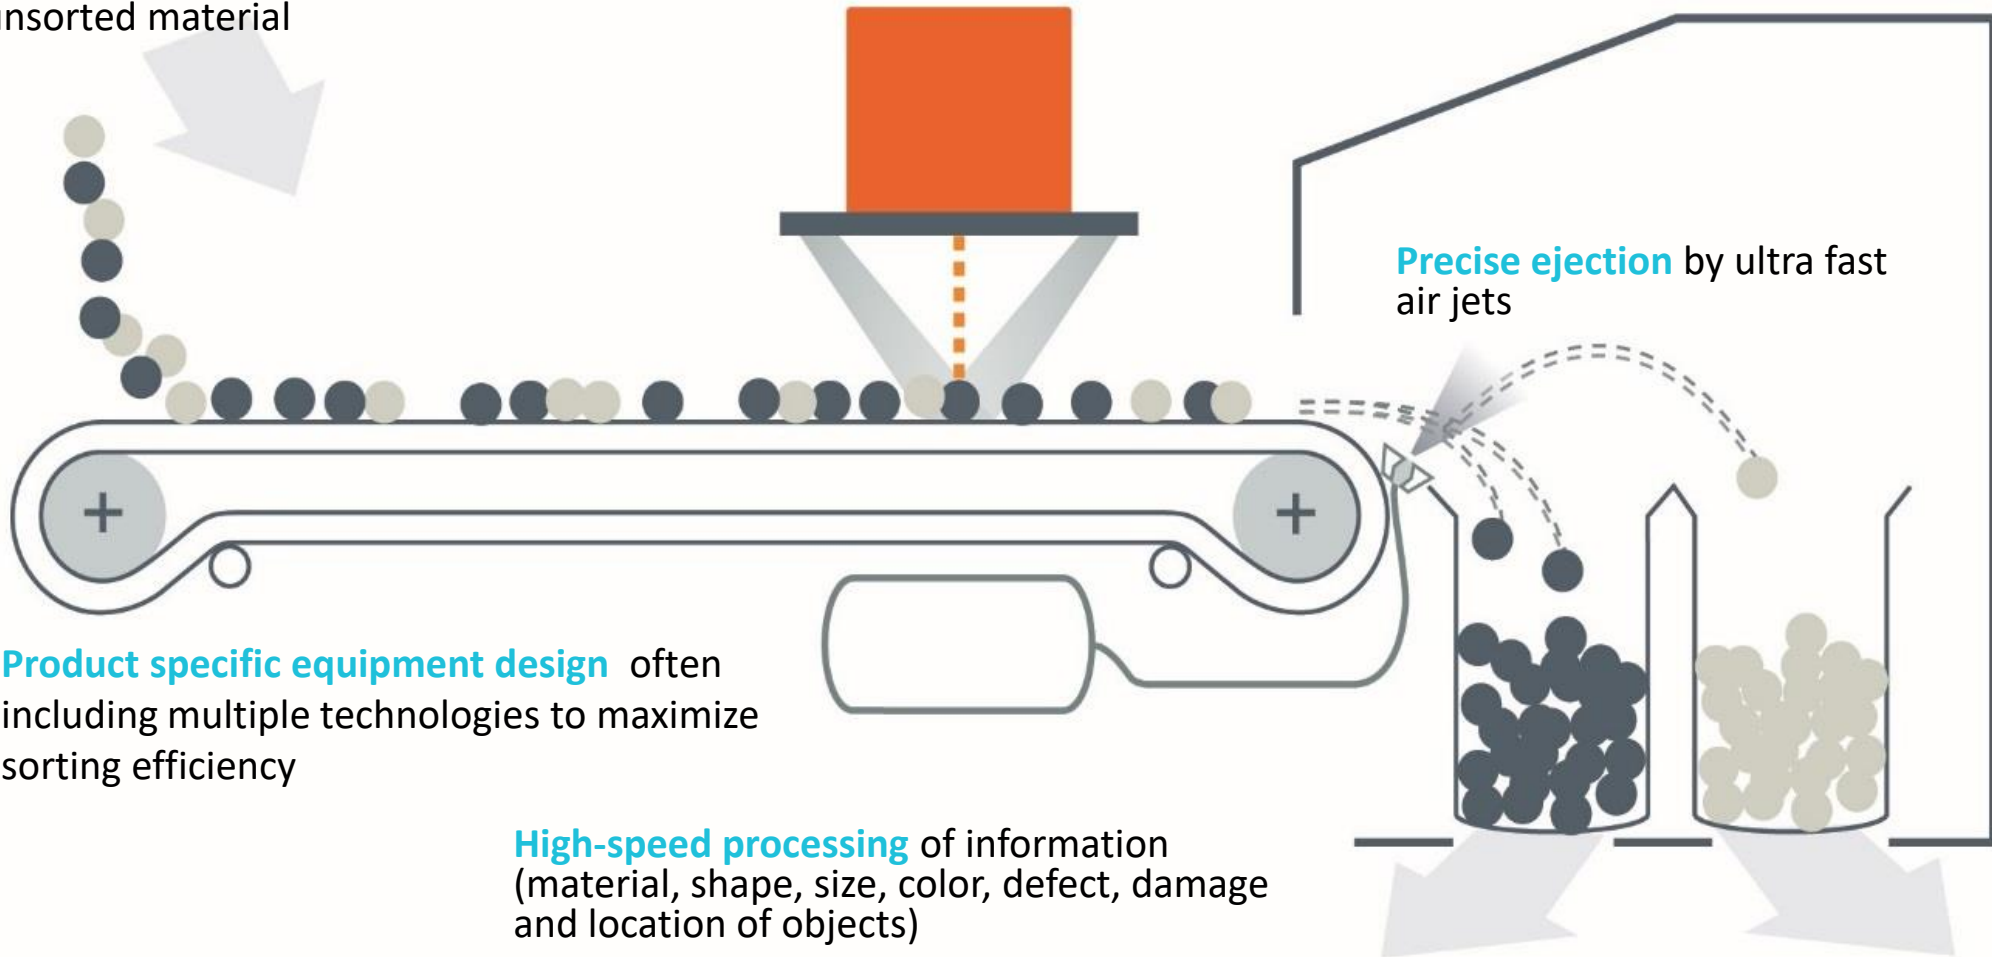 unsorted material
Precise ejection by ultra fast
air jets
Product specific equipment design often
including multiple technologies to maximize
sorting efficiency
High-speed processing of information
(material, shape, size, color, defect, damage
and location of objects)